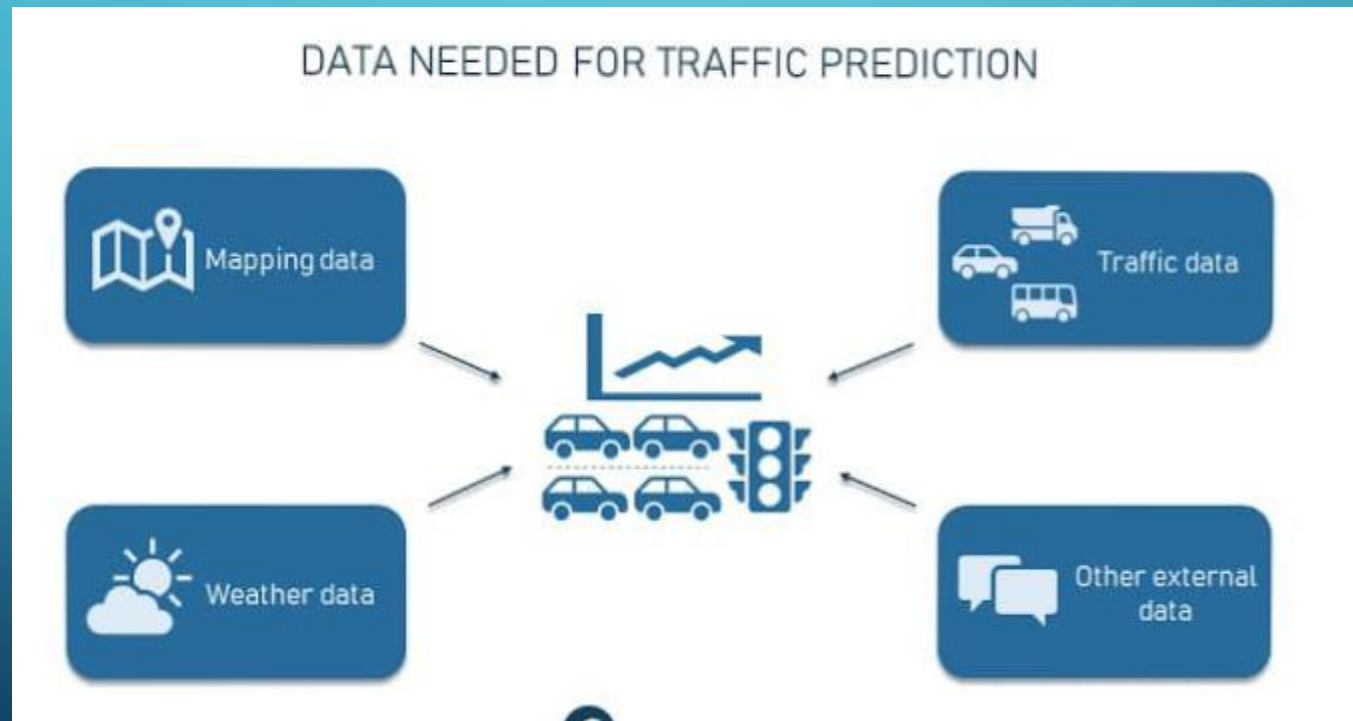 DATA NEEDED FOR TRAFFIC PREDICTION
Mapping data
Traffic data
Weather data
Other external
data